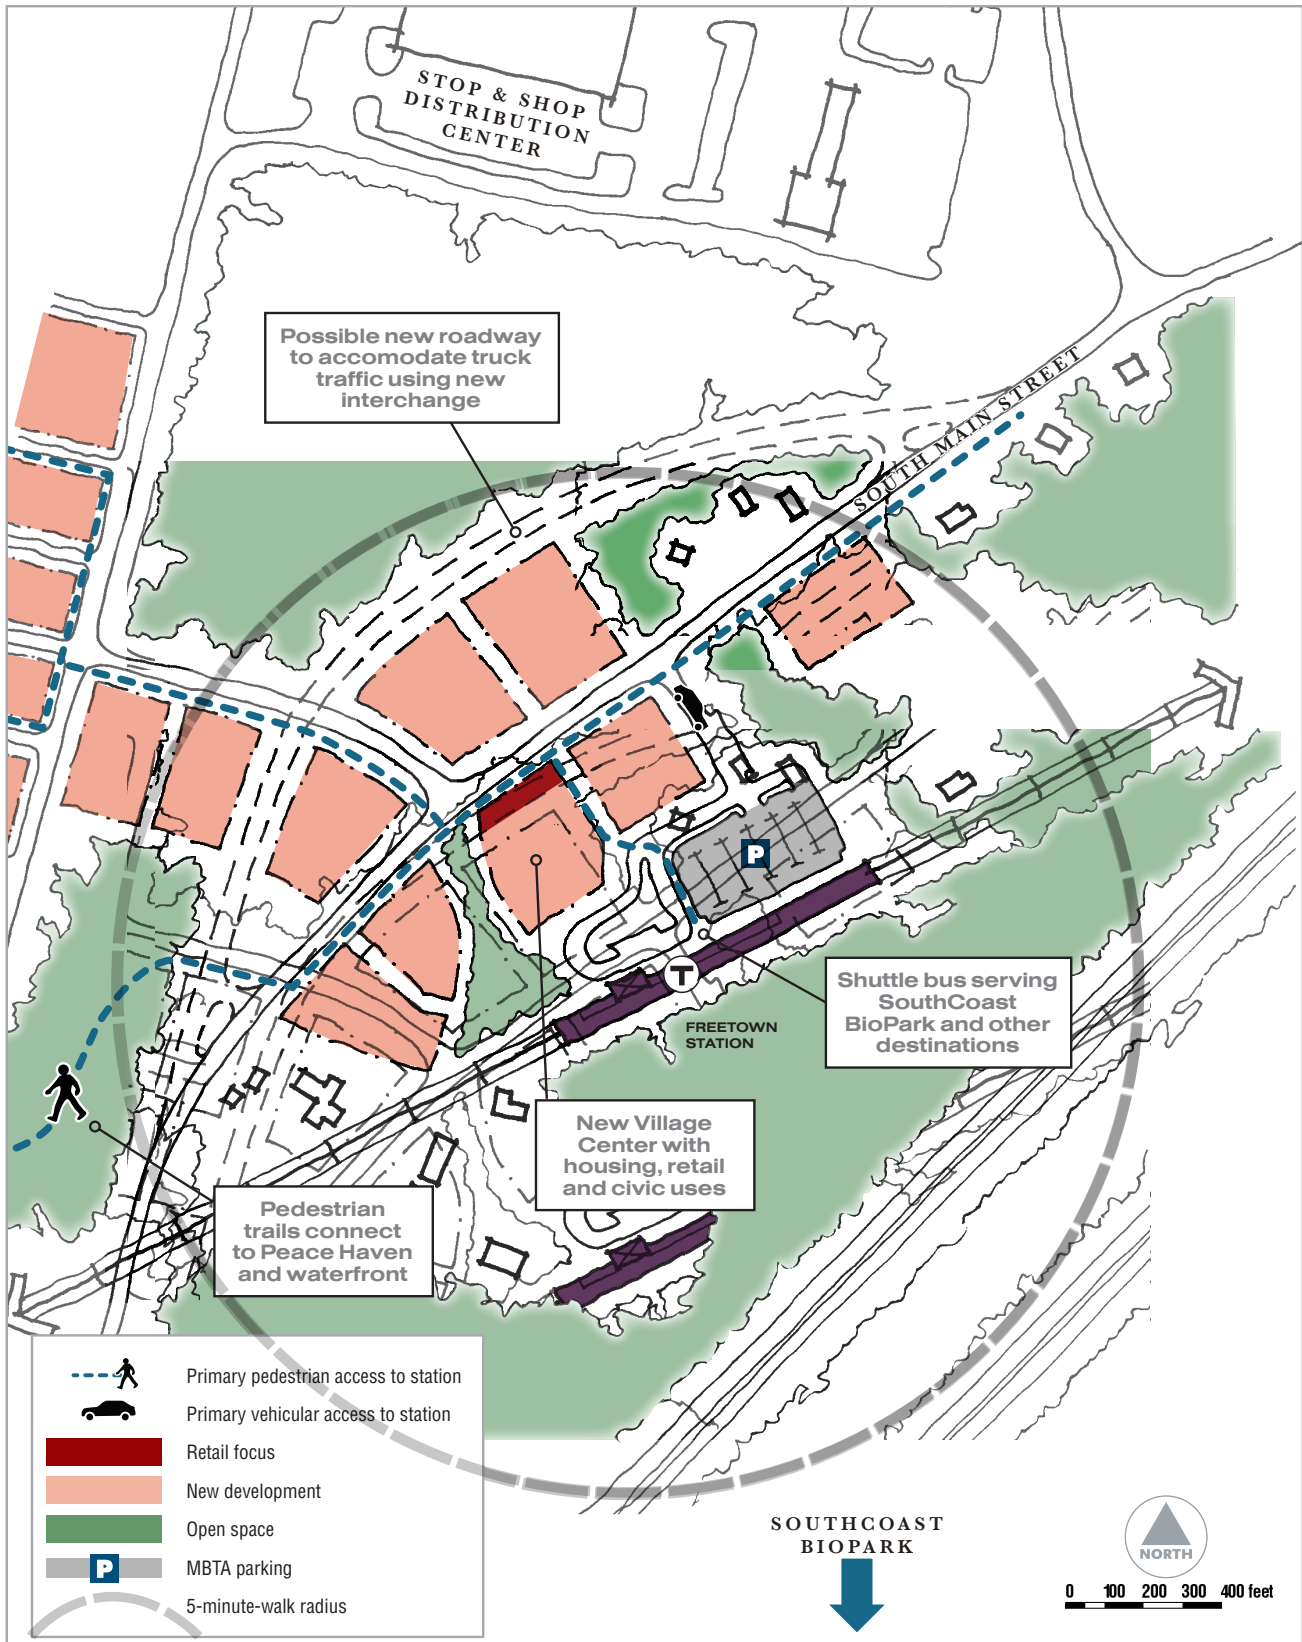 STOP & SHOP
DISTRIBUTION
CENTER
Possible new roadway
to accomodate truck
traffic using new
interchange
SOUTH MAIN STREET
P
T
FREETOWN
STATION
Shuttle bus serving
SouthCoast
BioPark and other
destinations
New Village
Center with
housing, retail
and civic uses
Pedestrian
trails connect
to Peace Haven
and waterfront
Primary pedestrian access to station
Primary vehicular access to station
Retail focus
New development
Open space
P
MBTA parking
5-minute-walk radius
SOUTHCOAST
BIOPARK
NORTH
0 100 200 300 400 feet